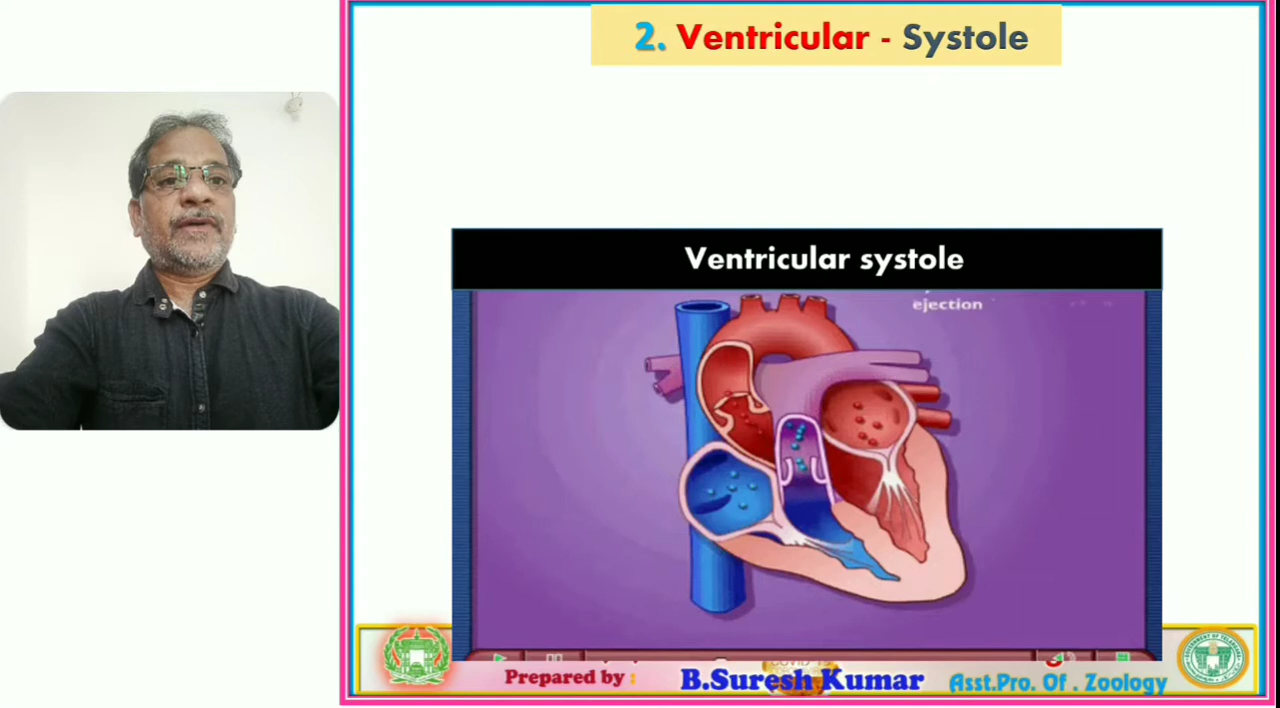 2. Ventricular - Systole
Ventricular systole
ejection
Prepared by :
B.Suresh Kumar
Asst.Pro. Of . Zoology